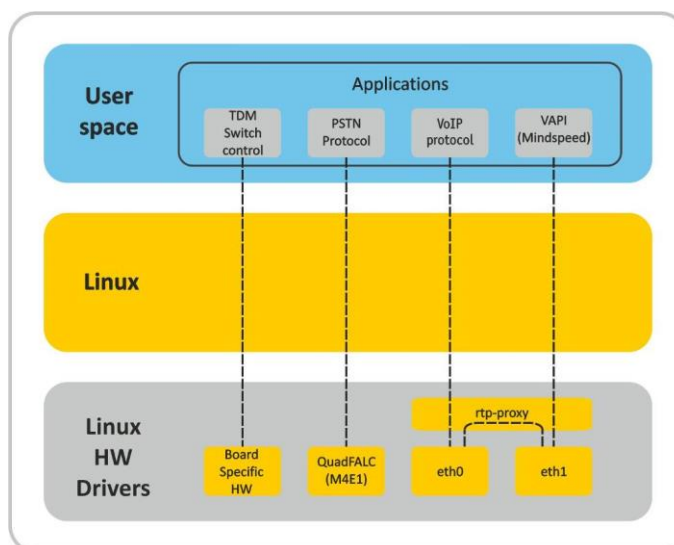 User
space
Applications
TDM
Switch
control
PSTN
Protocol
VoIP
protocol
VAPI
(Mindspeed)
Linux
Linux
HW
Drivers
rtp-proxy
Board
Specific
HW
QuadFALC
(M4E1)
eth0
eth1